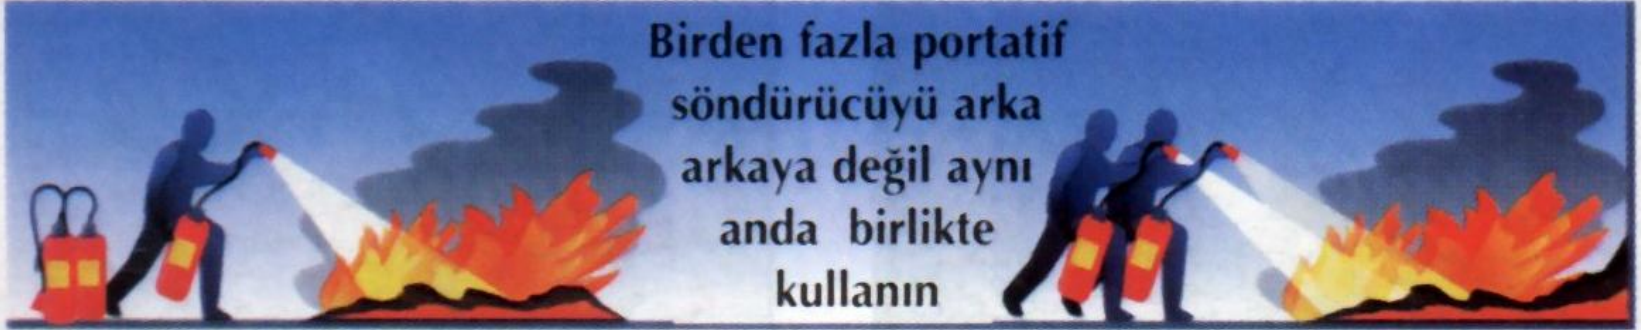 Birden fazla portatif
söndürücüyü arka
arkaya değil aynı
anda birlikte
kullanın